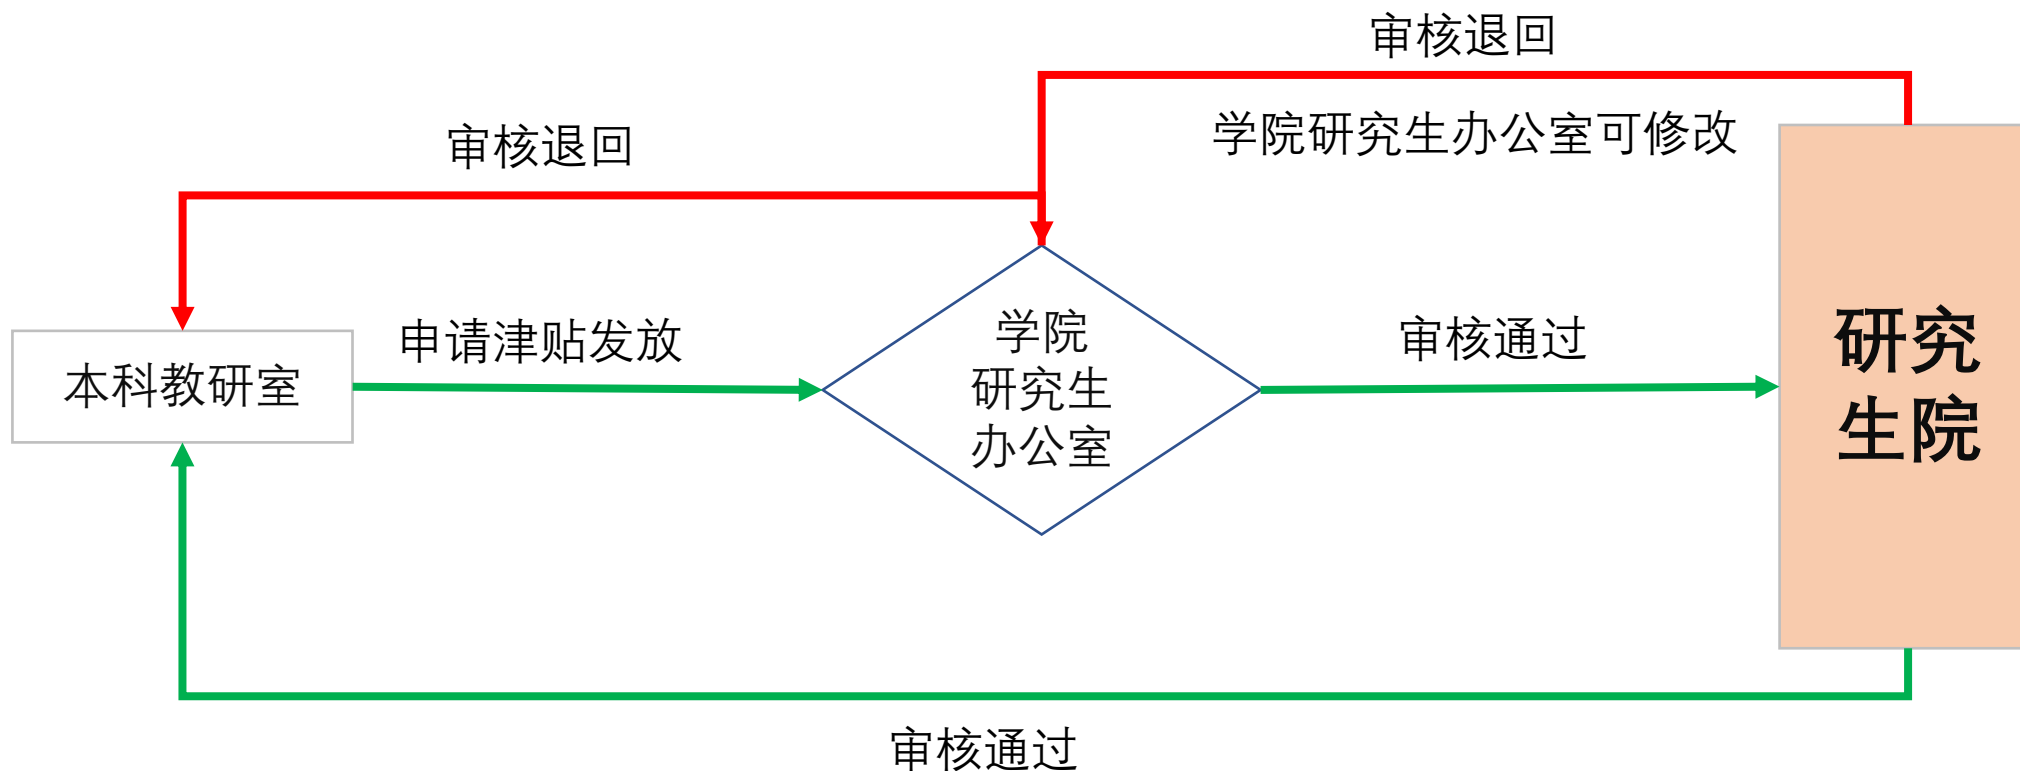 审核退回
学院研究生办公室可修改
审核退回
申请津贴发放
审核通过
本科教研室
学院
研究生
办公室
研究
生院
审核通过